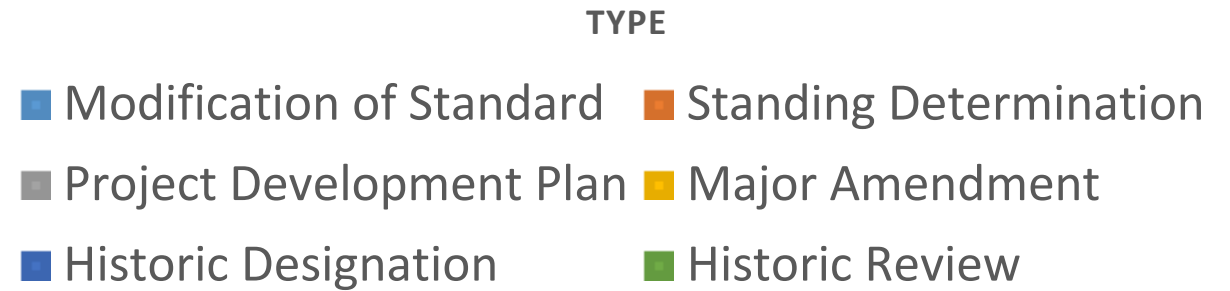 TYPE
Modification of Standard Standing Determination
Project Development Plan Major Amendment
Historic Designation Historic Review